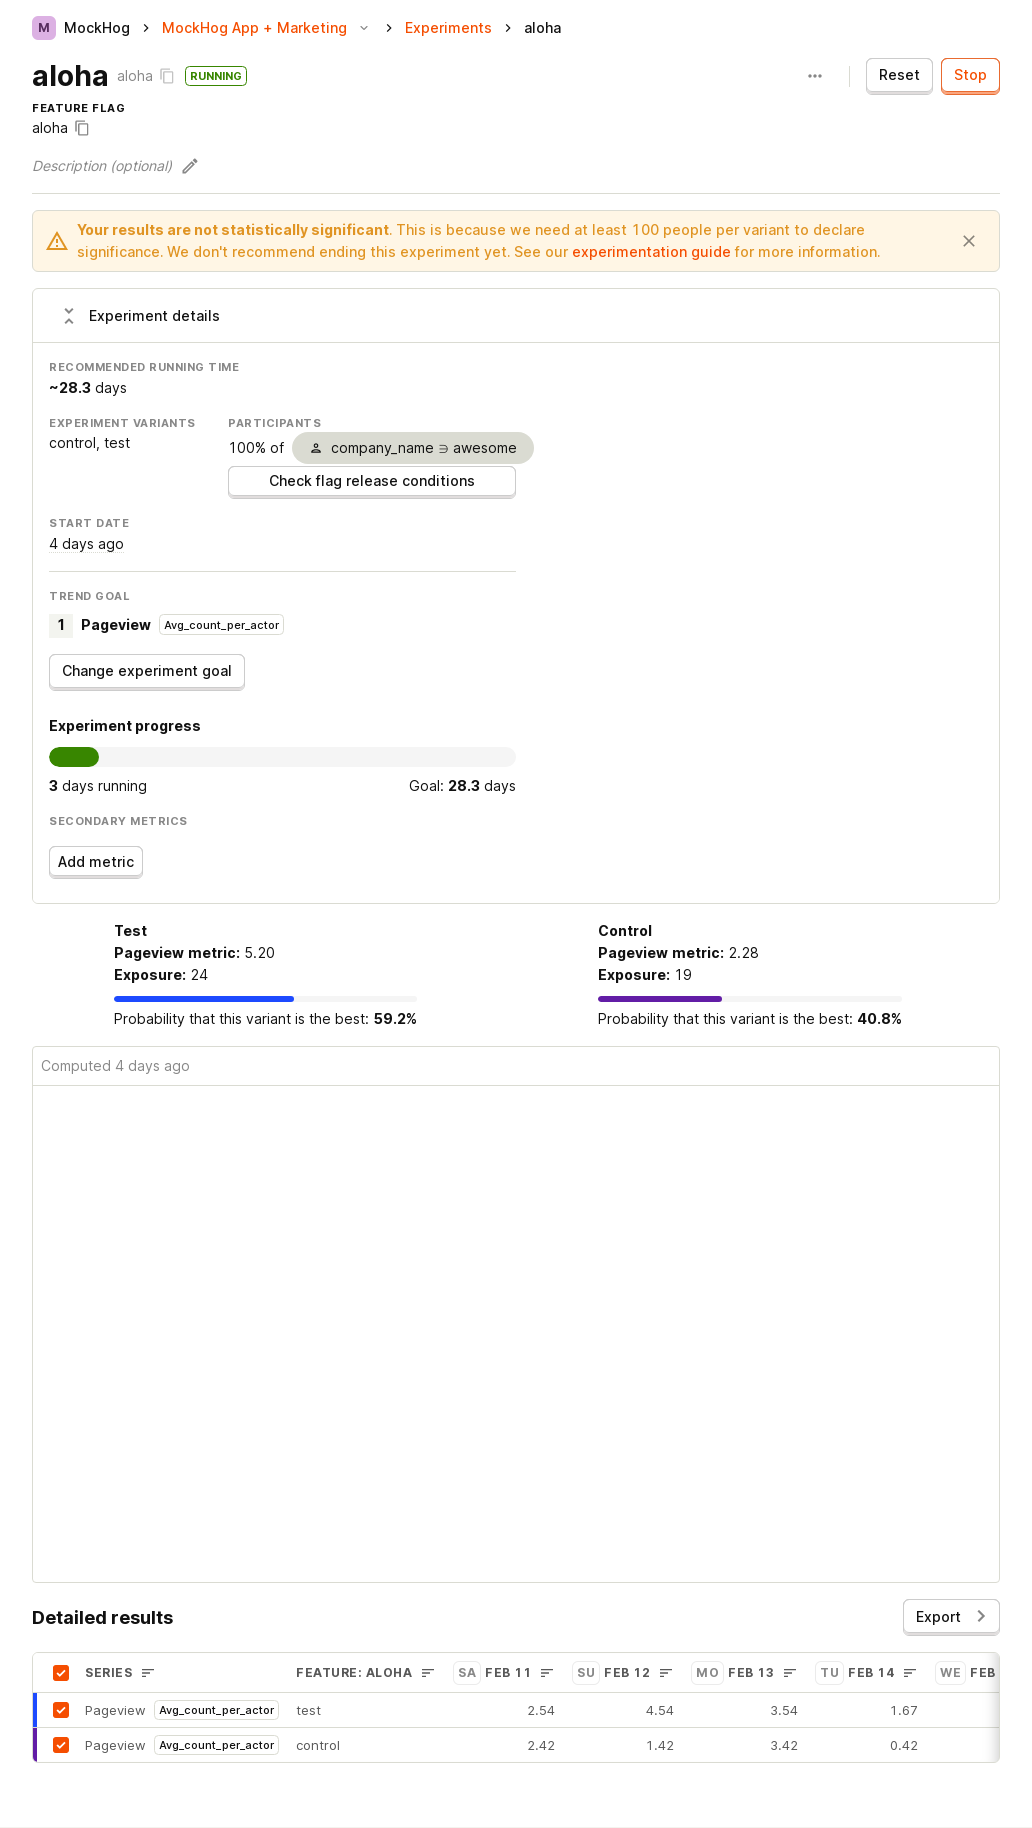 M MockHog > MockHog App + Marketing > Experiments > aloha
aloha aloha RUNNING ··· Reset Stop
FEATURE FLAG
aloha
Description (optional)
Your results are not statistically significant. This is because we need at least 100 people per variant to declare
significance. We don't recommend ending this experiment yet. See our experimentation guide for more information.
Experiment details
RECOMMENDED RUNNING TIME
~28.3 days
EXPERIMENT VARIANTS
control, test
PARTICIPANTS
100% of company_name ∋ awesome
Check flag release conditions
START DATE
4 days ago
TREND GOAL
1 Pageview Avg_count_per_actor
Change experiment goal
Experiment progress
3 days running Goal: 28.3 days
SECONDARY METRICS
Add metric
Test
Pageview metric: 5.20
Exposure: 24
Probability that this variant is the best: 59.2%
Control
Pageview metric: 2.28
Exposure: 19
Probability that this variant is the best: 40.8%
Computed 4 days ago
Detailed results Export
SERIES FEATURE: ALOHA SA FEB 11 SU FEB 12 MO FEB 13 TU FEB 14 WE FEB
Pageview Avg_count_per_actor test 2.54 4.54 3.54 1.67
Pageview Avg_count_per_actor control 2.42 1.42 3.42 0.42